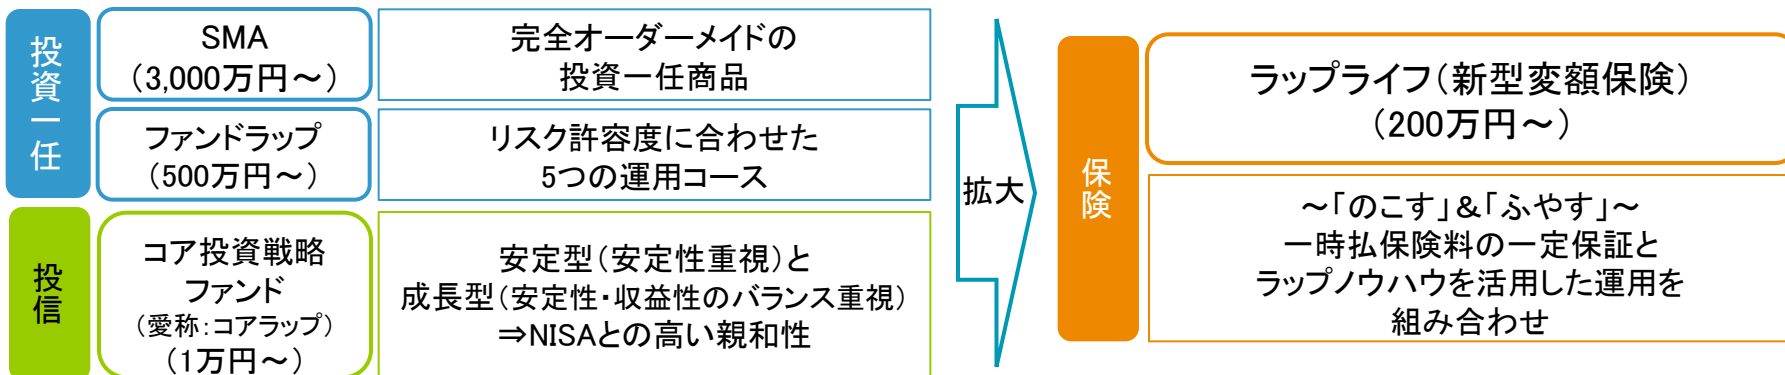 投資一任
SMA
（3,000万円～）
完全オーダーメイドの
投資一任商品
ファンドラップ
（500万円～）
リスク許容度に合わせた
5つの運用コース
投信
コア投資戦略
ファンド
（愛称：コアラップ）
（1万円～）
安定型（安定性重視）と
成長型（安定性・収益性のバランス重視）
⇒NISAとの高い親和性
拡大
保険
ラップライフ（新型変額保険）
（200万円～）
～「のこす」＆「ふやす」～
一時払保険料の一定保証と
ラップノウハウを活用した運用を
組み合わせ